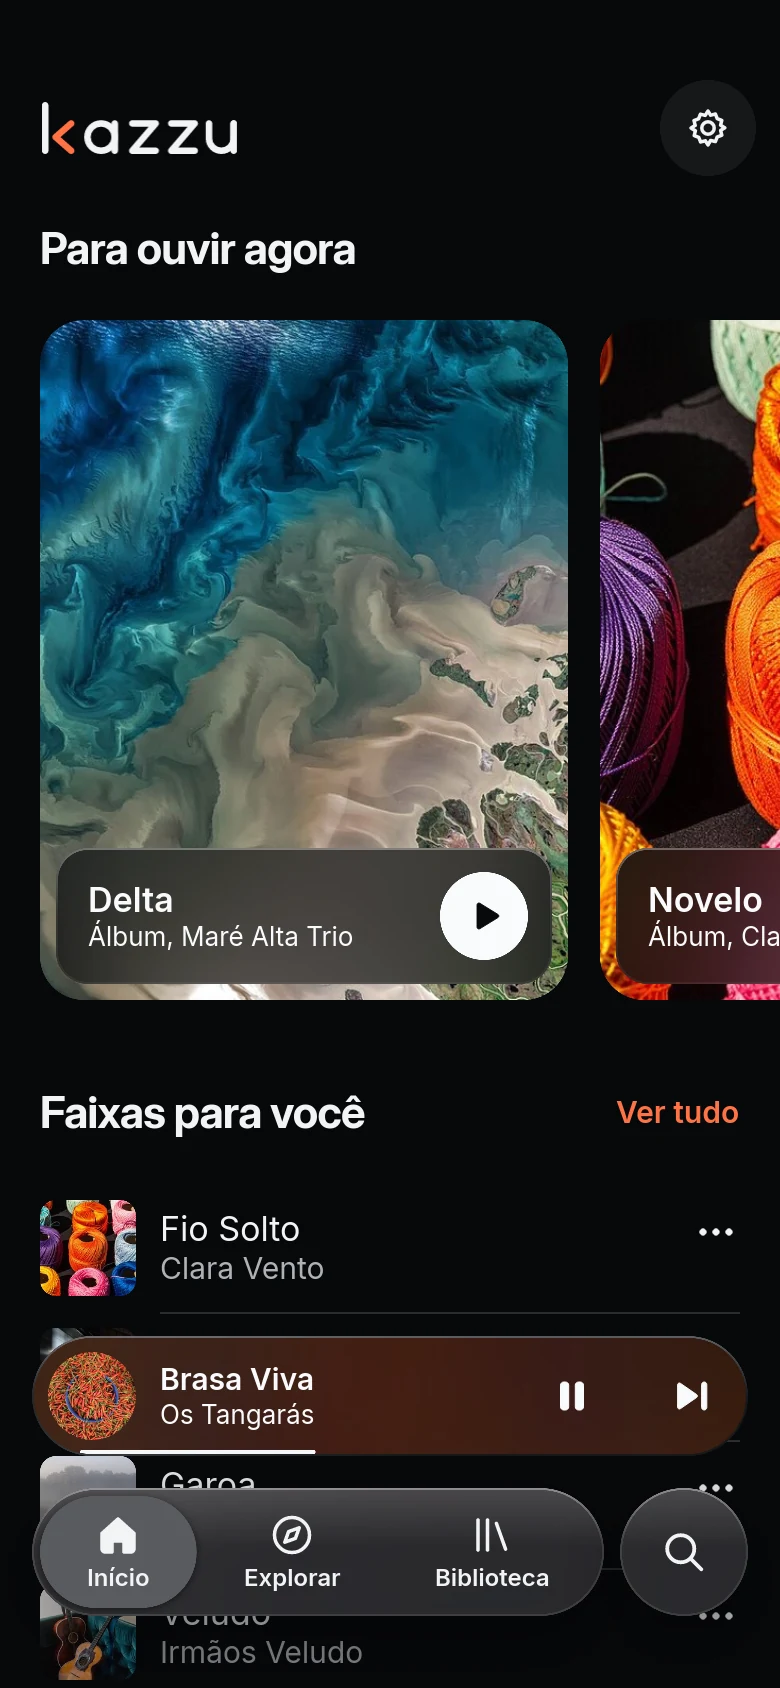 kazzu
Para ouvir agora
Delta
Álbum, Maré Alta Trio
Novelo
Álbum, Cla
Faixas para você
Ver tudo
Fio Solto
Clara Vento
Brasa Viva
Os Tangarás
Garoa
Início
Explorar
Biblioteca
Veludo
Irmãos Veludo